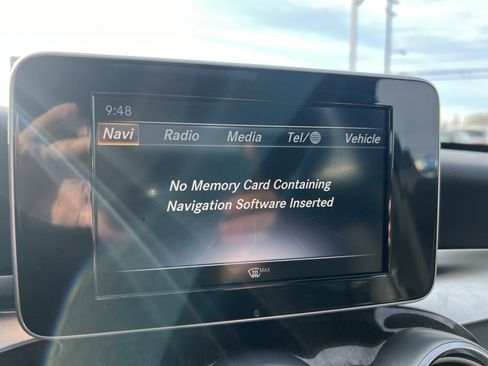 9:48
Navi Radio Media Tel/ Vehicle
No Memory Card Containing
Navigation Software Inserted
MAX